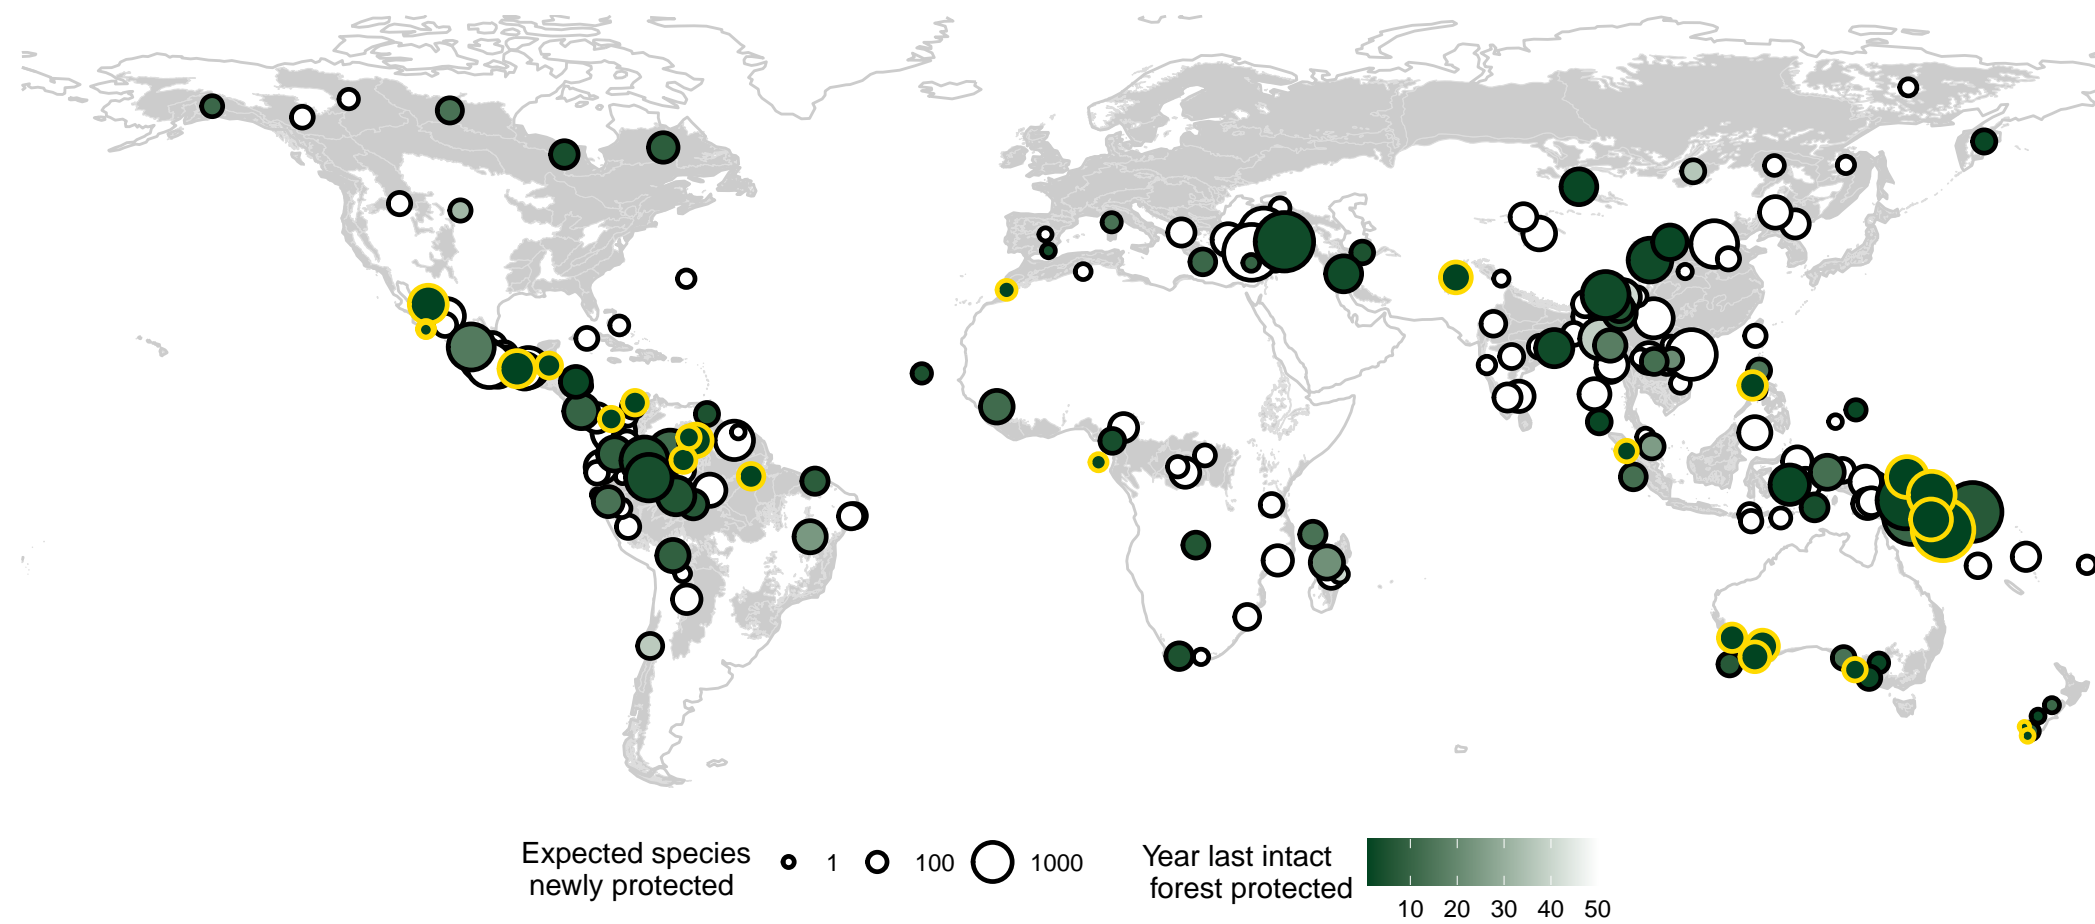 Expected species
newly protected
1
100
1000
Year last intact
forest protected
10 20 30 40 50